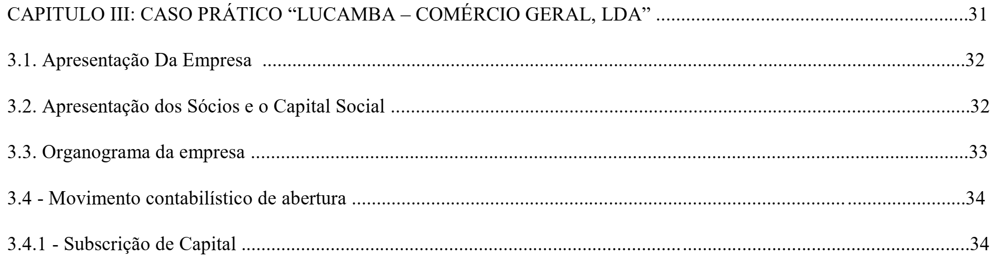 CAPITULO III: CASO PRÁTICO “LUCAMBA – COMÉRCIO GERAL, LDA” ................................................................31
3.1. Apresentação Da Empresa ................................................................................................................................................32
3.2. Apresentação dos Sócios e o Capital Social ......................................................................................................................32
3.3. Organograma da empresa ..................................................................................................................................................33
3.4 - Movimento contabilístico de abertura .............................................................................................................................34
3.4.1 - Subscrição de Capital ....................................................................................................................................................34